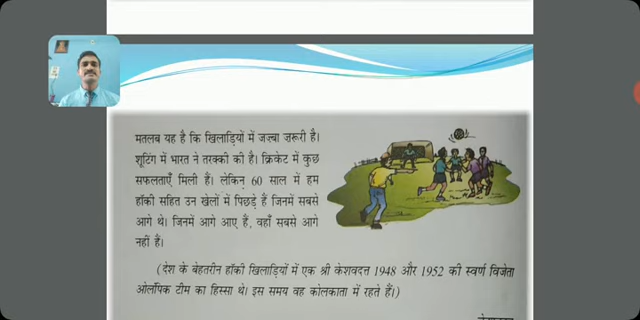 मतलब यह है कि खिलाड़ियों में जज्बा ज़रूरी है।
शूटिंग में भारत ने तरक्की की है। क्रिकेट में कुछ
सफलताएँ मिली हैं। लेकिन् 60 साल में हम
हॉकी सहित उन खेलों में पिछड़े हैं जिनमें सबसे
आगे थे। जिनमें आगे आए हैं, वहाँ सबसे आगे
नहीं हैं।
(देश के बेहतरीन हॉकी खिलाड़ियों में एक श्री केशवदत्त 1948 और 1952 की स्वर्ण विजेता
ओलंपिक टीम का हिस्सा थे। इस समय वह कोलकाता में रहते हैं।)